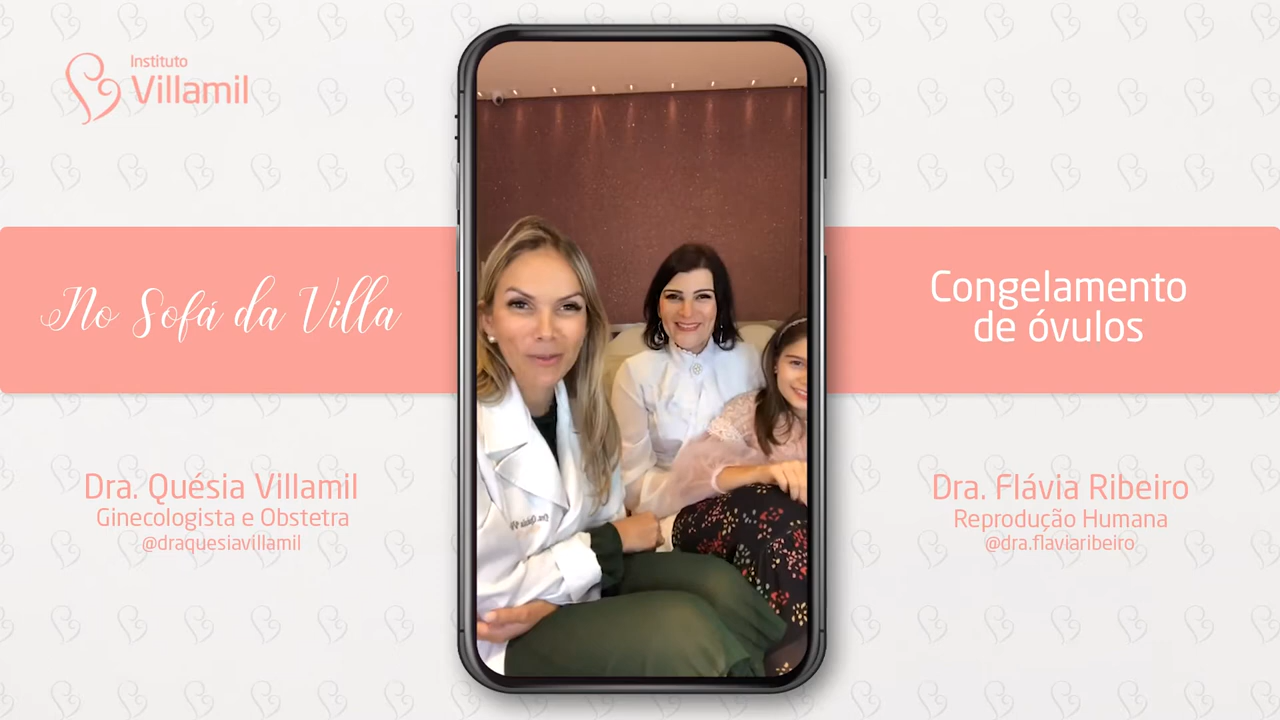 Instituto
Villamil
No Sofá da Villa
Congelamento
de óvulos
Dra. Quésia Villamil
Ginecologista e Obstetra
@draquesiavillamil
Dra. Flávia Ribeiro
Reprodução Humana
@dra.flaviaribeiro